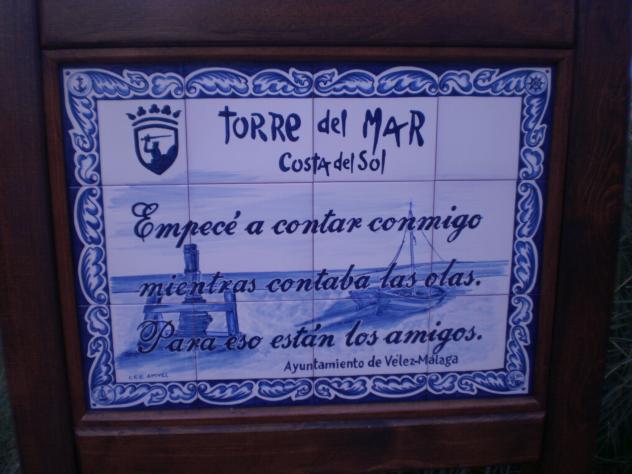 TORRE del MAR
Costa del Sol
Empecé a contar conmigo
mientras contaba las olas.
Para eso están los amigos.
Ayuntamiento de Vélez-Málaga